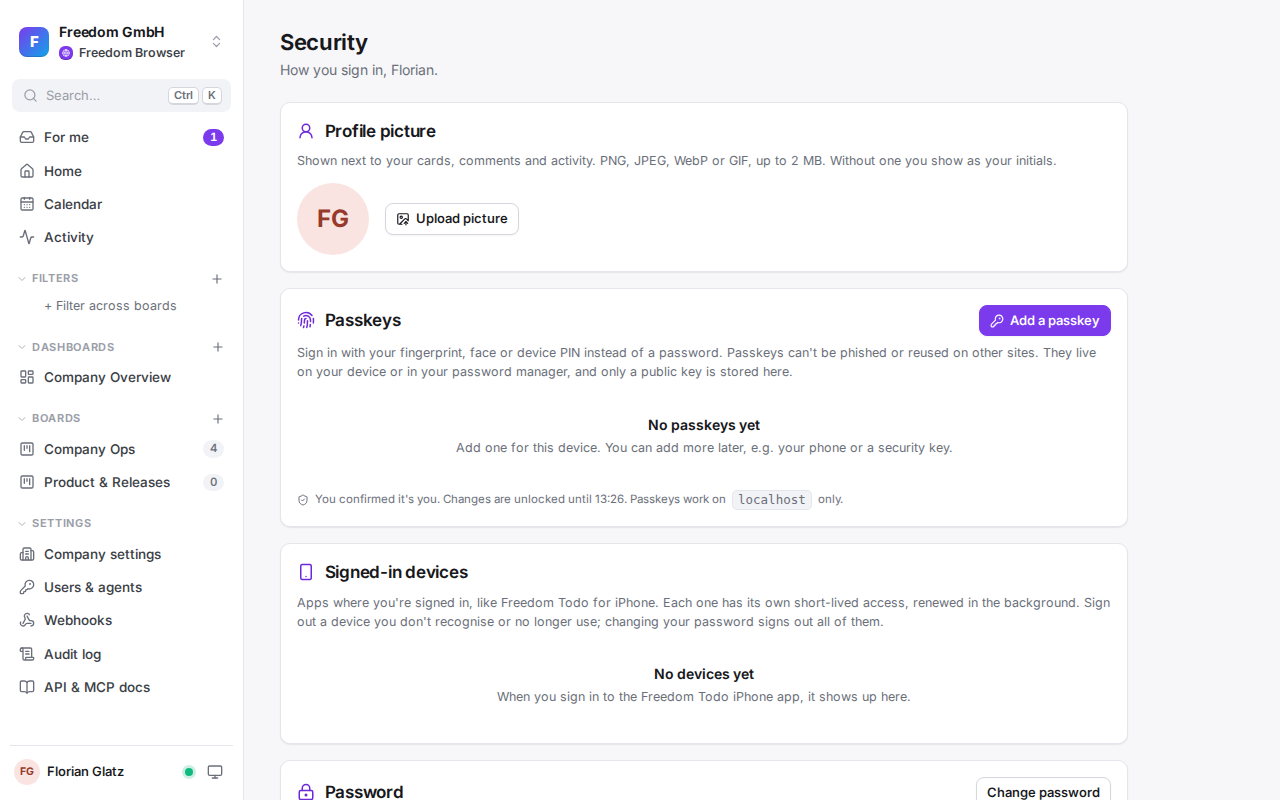 F
Freedom GmbH
Freedom Browser
Search...
Ctrl K
For me
1
Home
Calendar
Activity
FILTERS
+ Filter across boards
DASHBOARDS
Company Overview
BOARDS
Company Ops
4
Product & Releases
0
SETTINGS
Company settings
Users & agents
Webhooks
Audit log
API & MCP docs
FG
Florian Glatz
Security
How you sign in, Florian.
Profile picture
Shown next to your cards, comments and activity. PNG, JPEG, WebP or GIF, up to 2 MB. Without one you show as your initials.
FG
Upload picture
Passkeys
Add a passkey
Sign in with your fingerprint, face or device PIN instead of a password. Passkeys can't be phished or reused on other sites. They live
on your device or in your password manager, and only a public key is stored here.
No passkeys yet
Add one for this device. You can add more later, e.g. your phone or a security key.
You confirmed it's you. Changes are unlocked until 13:26. Passkeys work on localhost only.
Signed-in devices
Apps where you're signed in, like Freedom Todo for iPhone. Each one has its own short-lived access, renewed in the background. Sign
out a device you don't recognise or no longer use; changing your password signs out all of them.
No devices yet
When you sign in to the Freedom Todo iPhone app, it shows up here.
Password
Change password